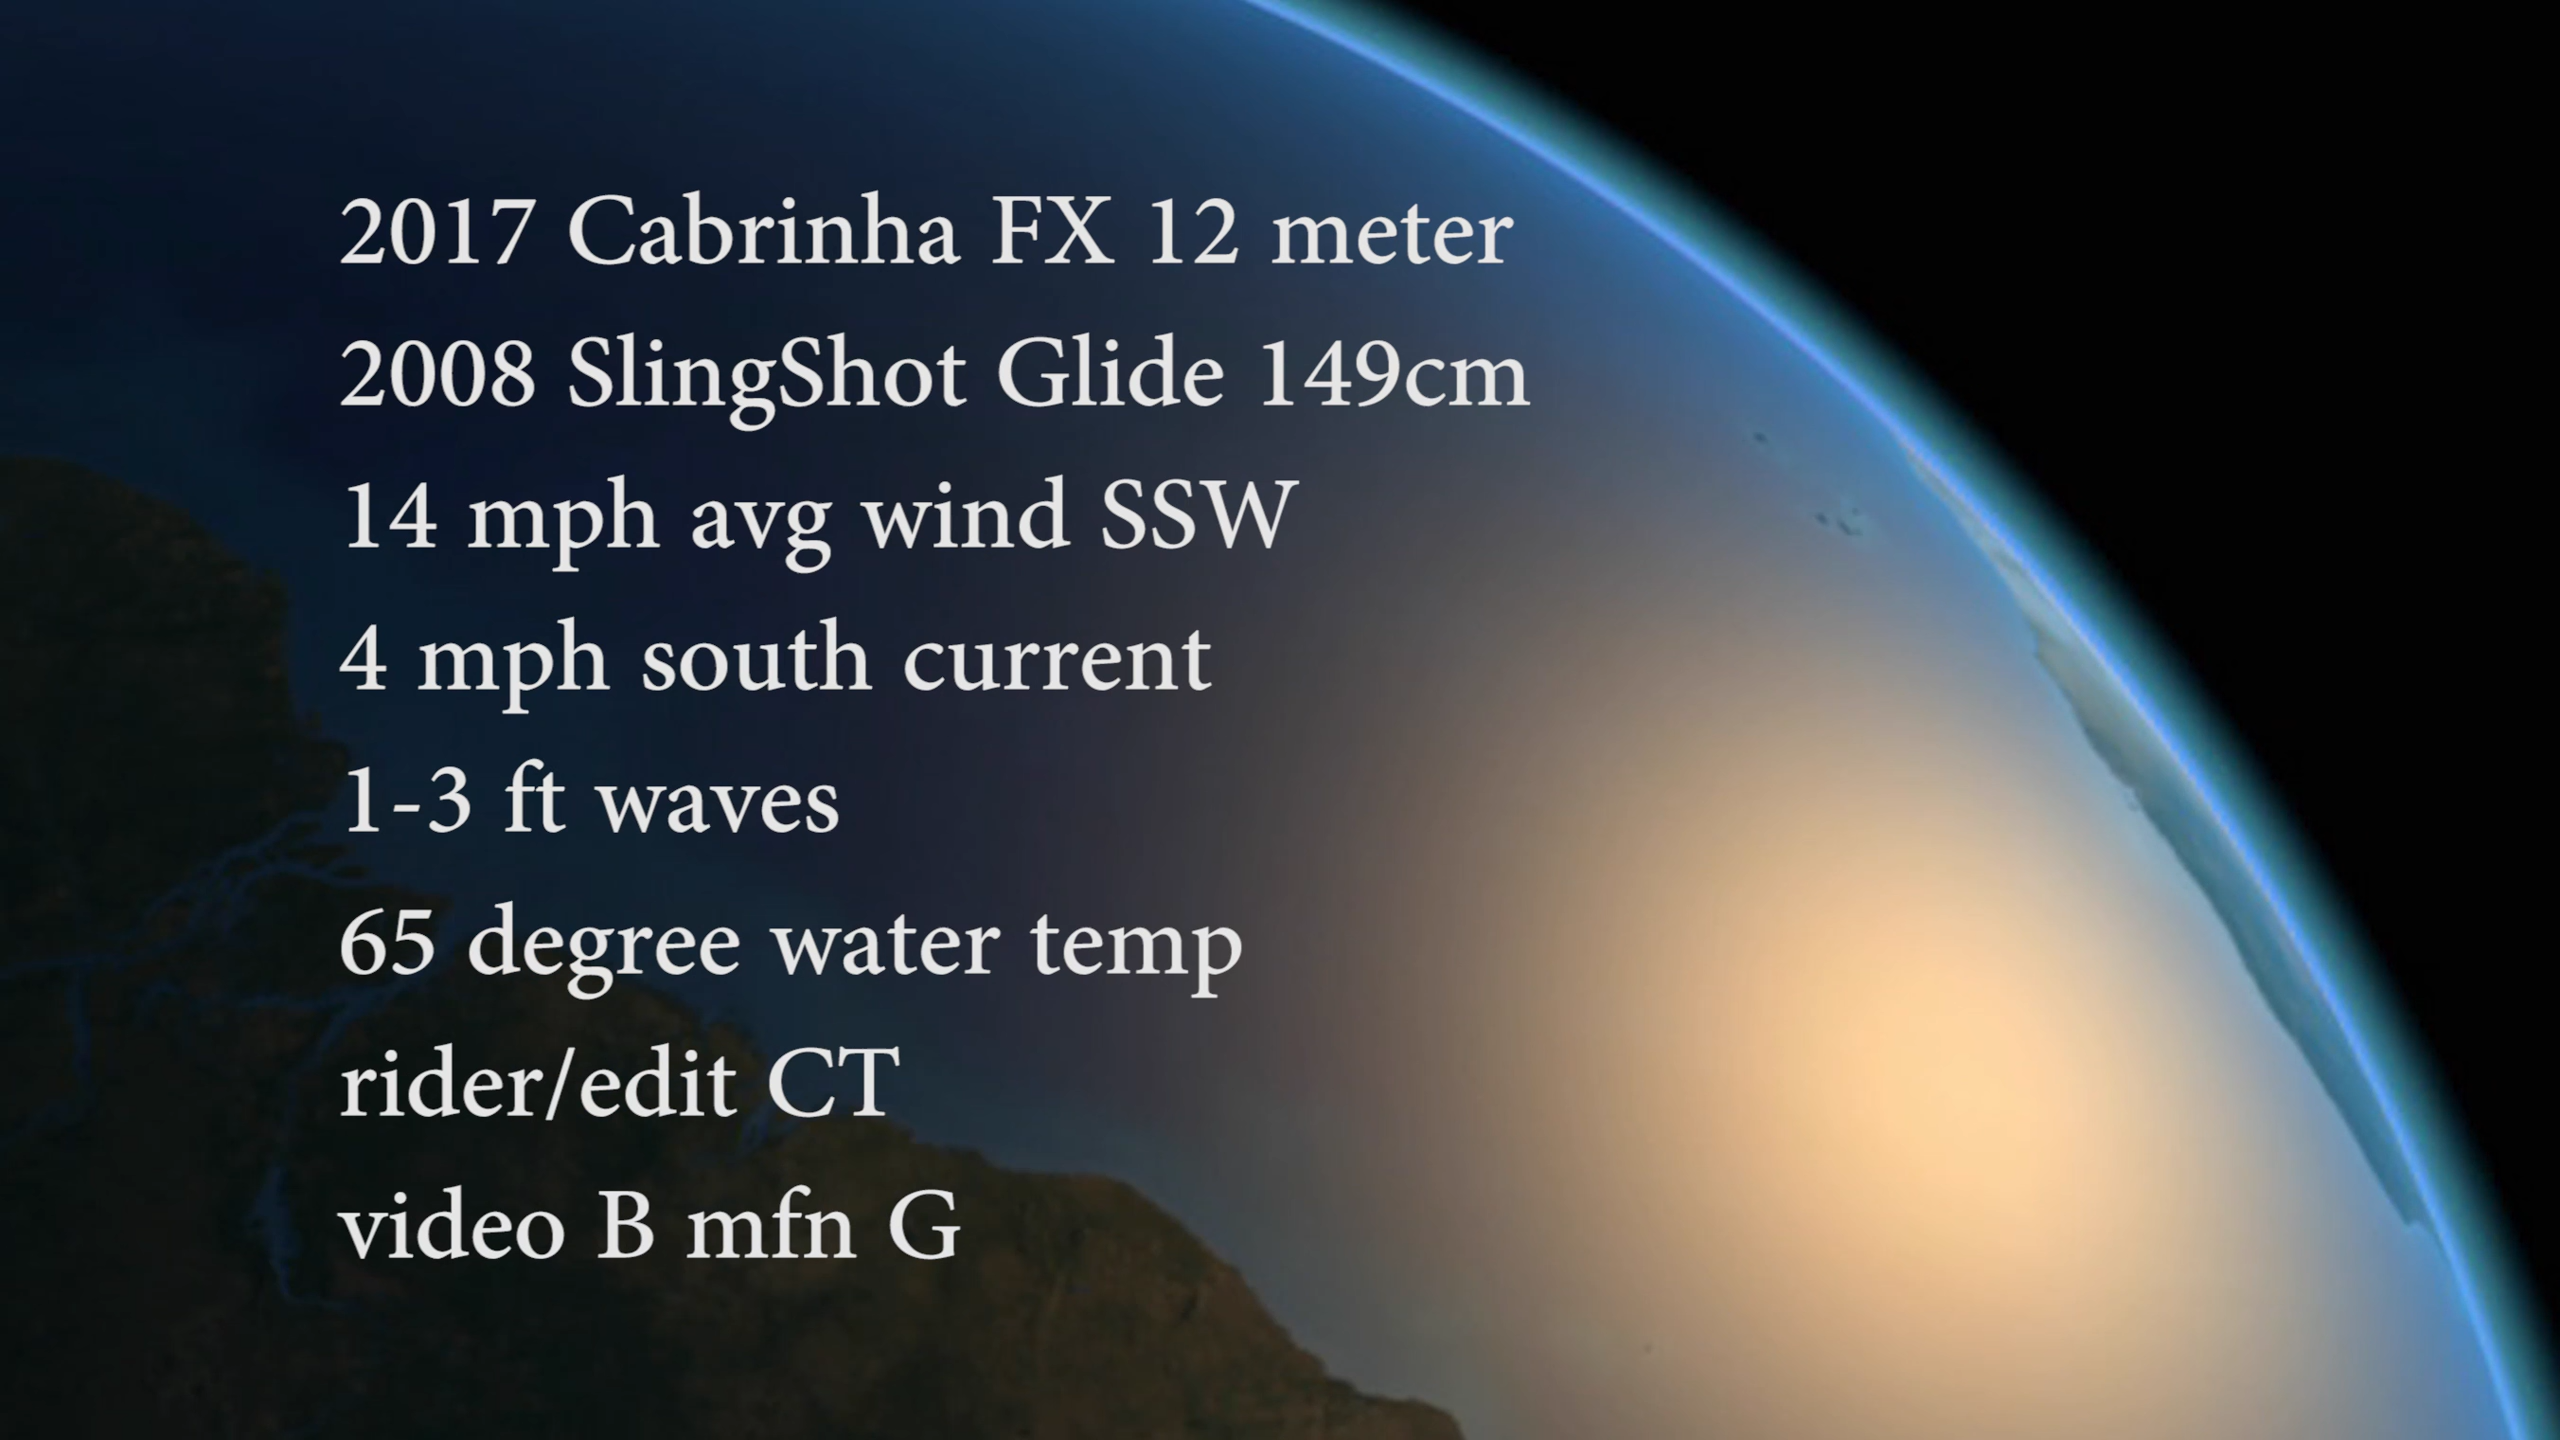 2017 Cabrinha FX 12 meter
2008 SlingShot Glide 149cm
14 mph avg wind SSW
4 mph south current
1-3 ft waves
65 degree water temp
rider/edit CT
video B mfn G